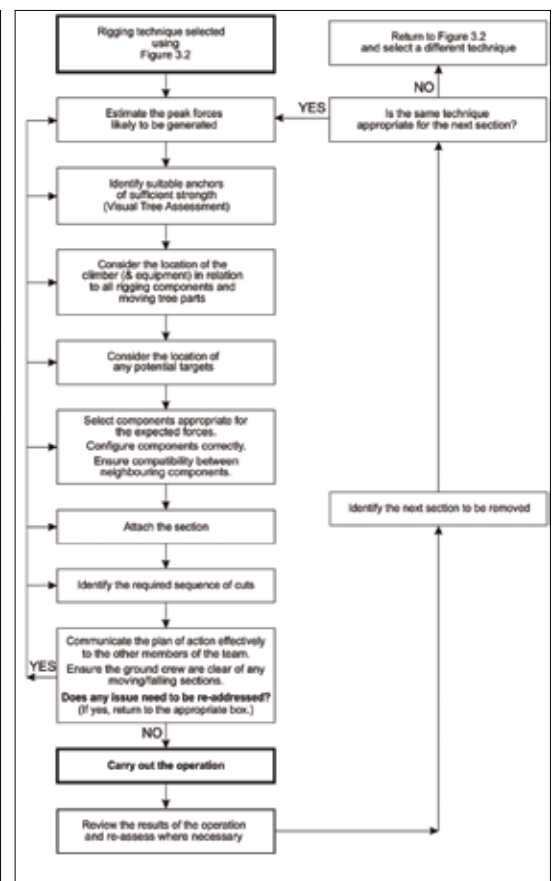 Rigging technique selected
using
Figure 3.2
Return to Figure 3.2
and select a different technique
NO
Estimate the peak forces
likely to be generated
YES
Is the same technique
appropriate for the next section?
Identify suitable anchors
of sufficient strength
(Visual Tree Assessment)
Consider the location of the
climber (& equipment) in relation
to all rigging components and
moving tree parts
Consider the location of
any potential targets
Select components appropriate for
the expected forces.
Configure components correctly.
Ensure compatibility between
neighbouring components.
Attach the section
Identify the next section to be removed
Identify the required sequence of cuts
Communicate the plan of action effectively
to the other members of the team.
Ensure the ground crew are clear of any
moving/falling sections.
Does any issue need to be re-addressed?
(If yes, return to the appropriate box.)
YES
NO
Carry out the operation
Review the results of the operation
and re-assess where necessary